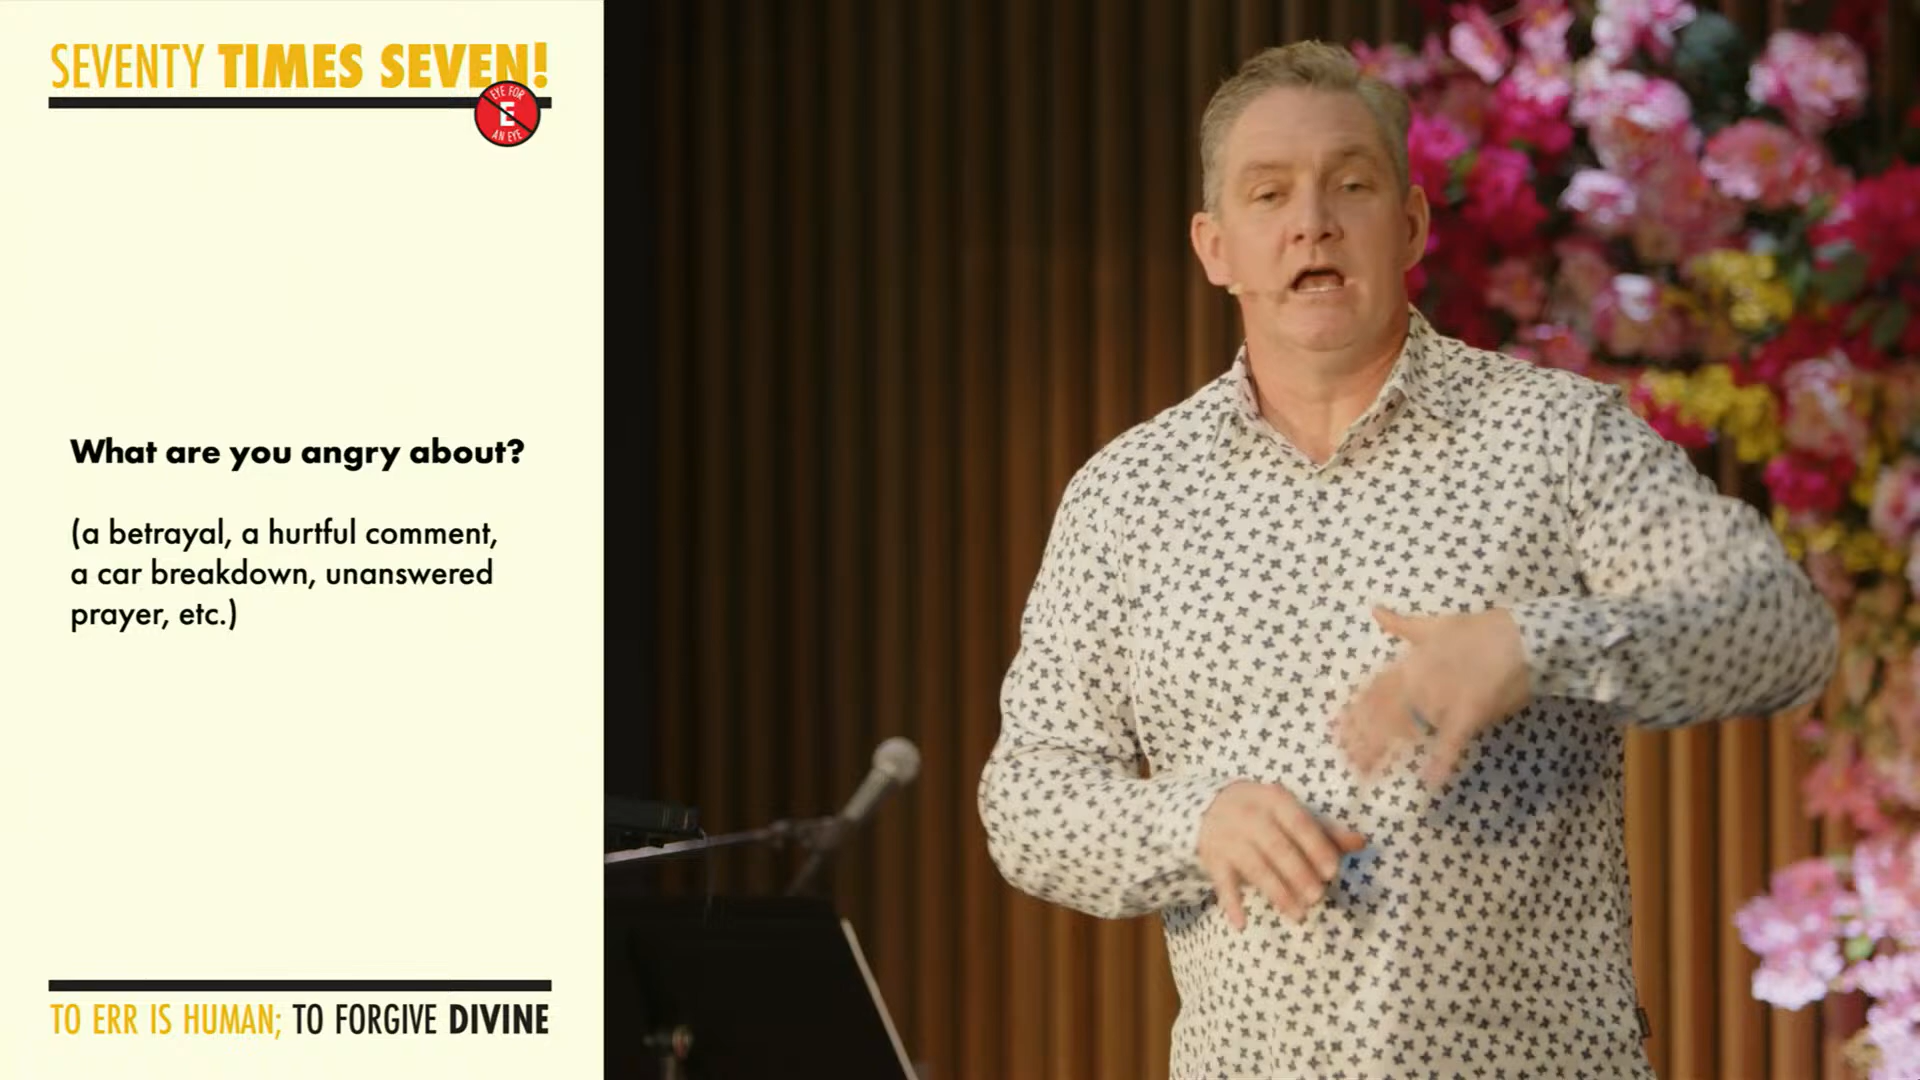 SEVENTY TIMES SEVEN!
EYE FOR
E
AN EYE
What are you angry about?
(a betrayal, a hurtful comment,
a car breakdown, unanswered
prayer, etc.)
TO ERR IS HUMAN; TO FORGIVE DIVINE